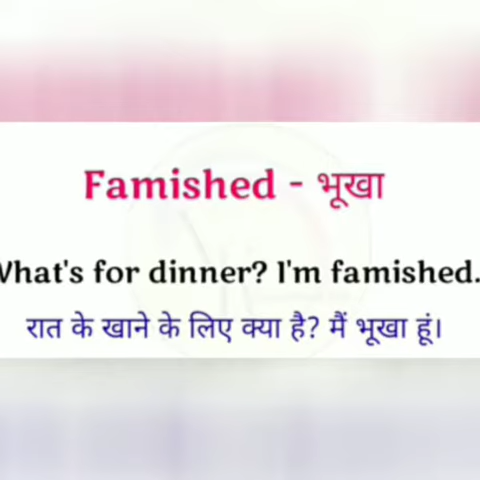 Famished - भूखा
What's for dinner? I'm famished.
रात के खाने के लिए क्या है? मैं भूखा हूं।